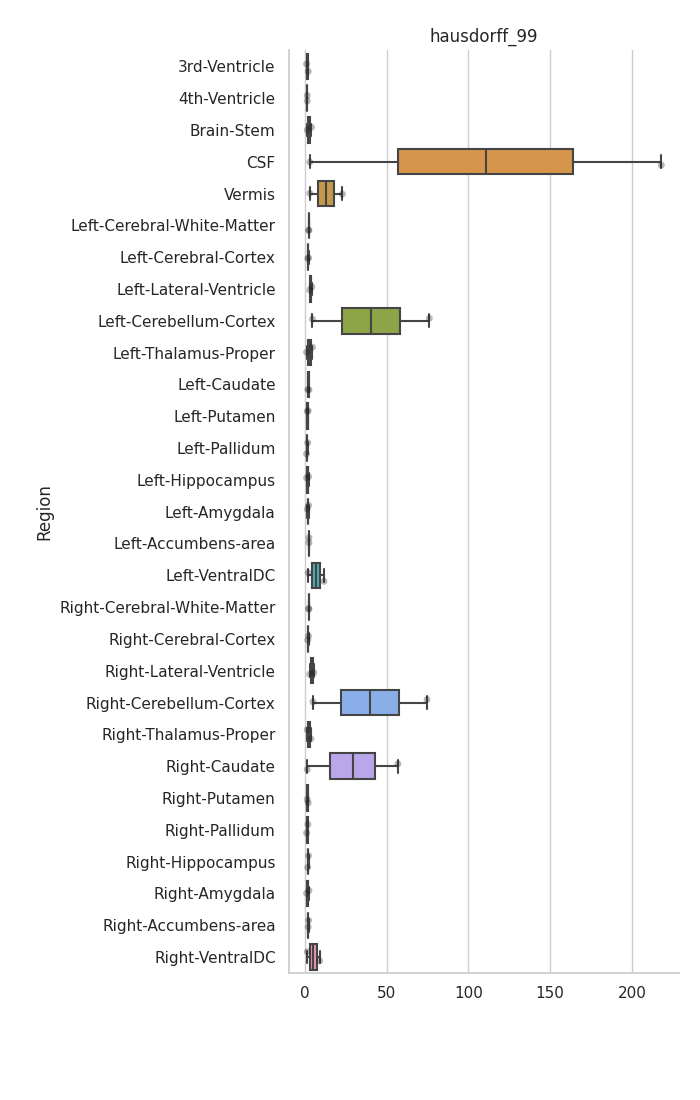 hausdorff_99
3rd-Ventricle
4th-Ventricle
Brain-Stem
CSF
Vermis
Left-Cerebral-White-Matter
Left-Cerebral-Cortex
Left-Lateral-Ventricle
Left-Cerebellum-Cortex
Left-Thalamus-Proper
Left-Caudate
Left-Putamen
Left-Pallidum
Left-Hippocampus
Left-Amygdala
Left-Accumbens-area
Left-VentralDC
Right-Cerebral-White-Matter
Right-Cerebral-Cortex
Right-Lateral-Ventricle
Right-Cerebellum-Cortex
Right-Thalamus-Proper
Right-Caudate
Right-Putamen
Right-Pallidum
Right-Hippocampus
Right-Amygdala
Right-Accumbens-area
Right-VentralDC
Region
0 50 100 150 200